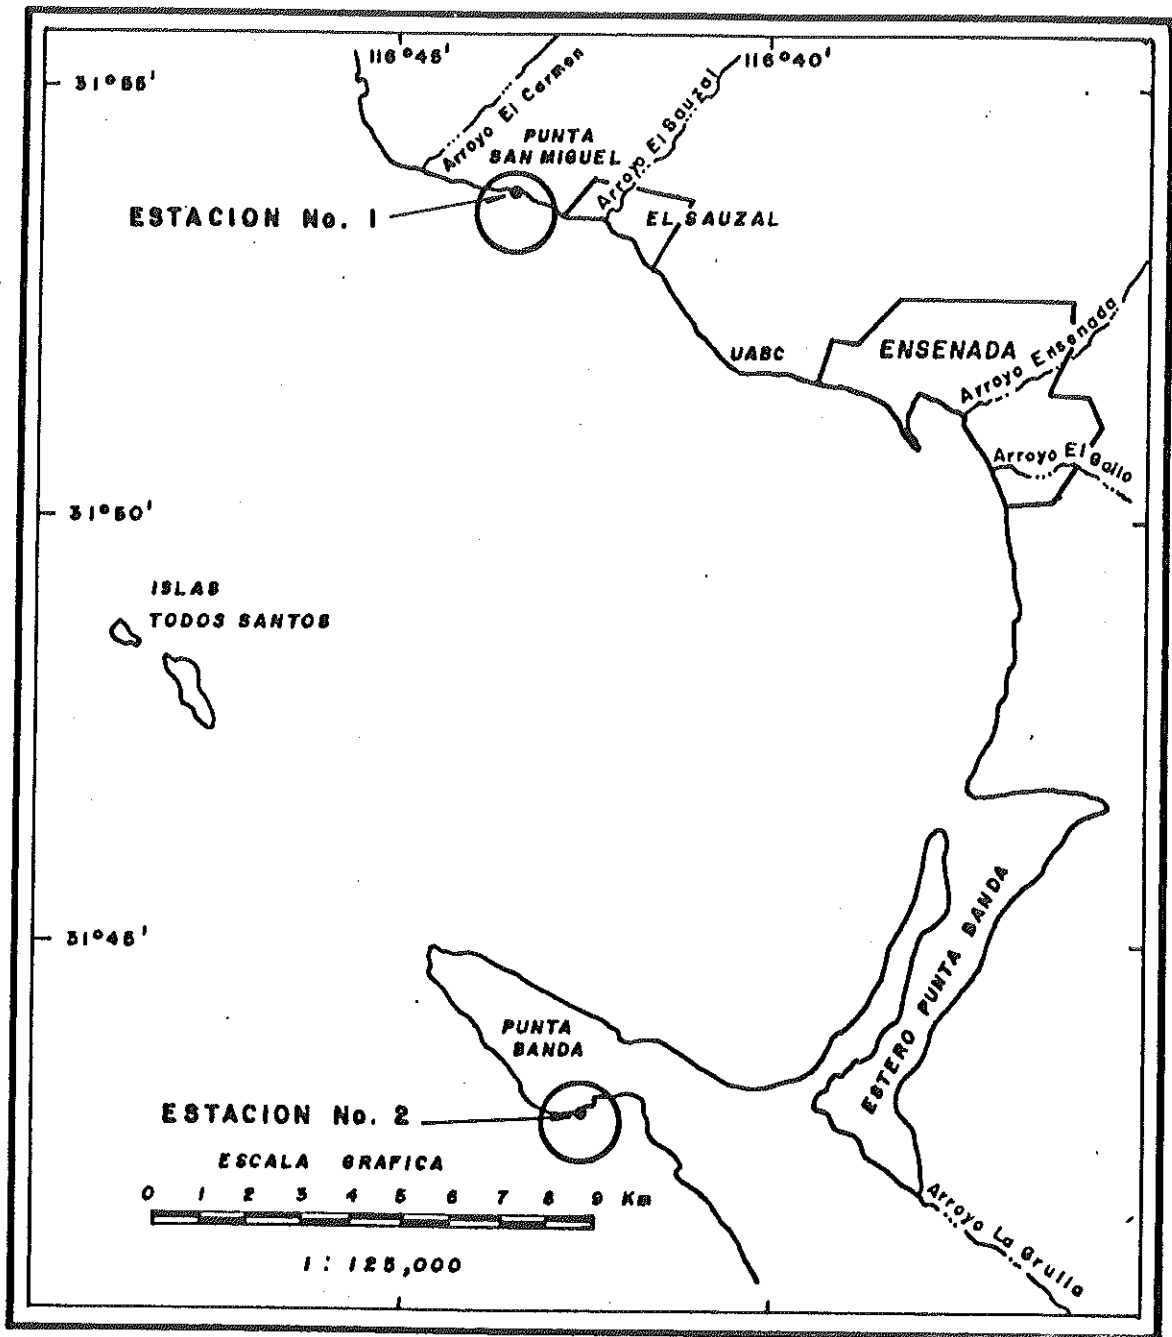 116°45'
116°40'
31°55'
Arroyo El Carmen
Arroyo El Sauzal
PUNTA
SAN MIGUEL
ESTACION No. 1
EL SAUZAL
UABC
ENSENADA
Arroyo Ensenada
Arroyo El Gallo
31°50'
ISLAS
TODOS SANTOS
31°45'
PUNTA
BANDA
ESTERO PUNTA BANDA
ESTACION No. 2
ESCALA GRAFICA
0 1 2 3 4 5 6 7 8 9 Km
1 : 125,000
Arroyo La Grulla